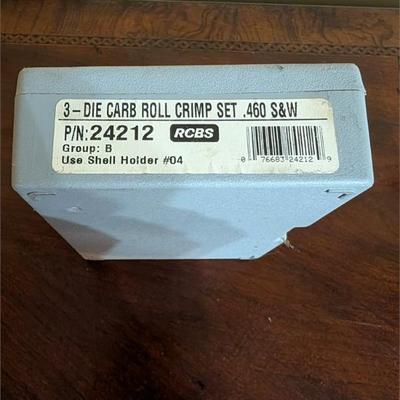 3-DIE CARB ROLL CRIMP SET .460 S&W
P/N:24212 RCBS
Group: B
Use Shell Holder #04
0 76683 24212 9